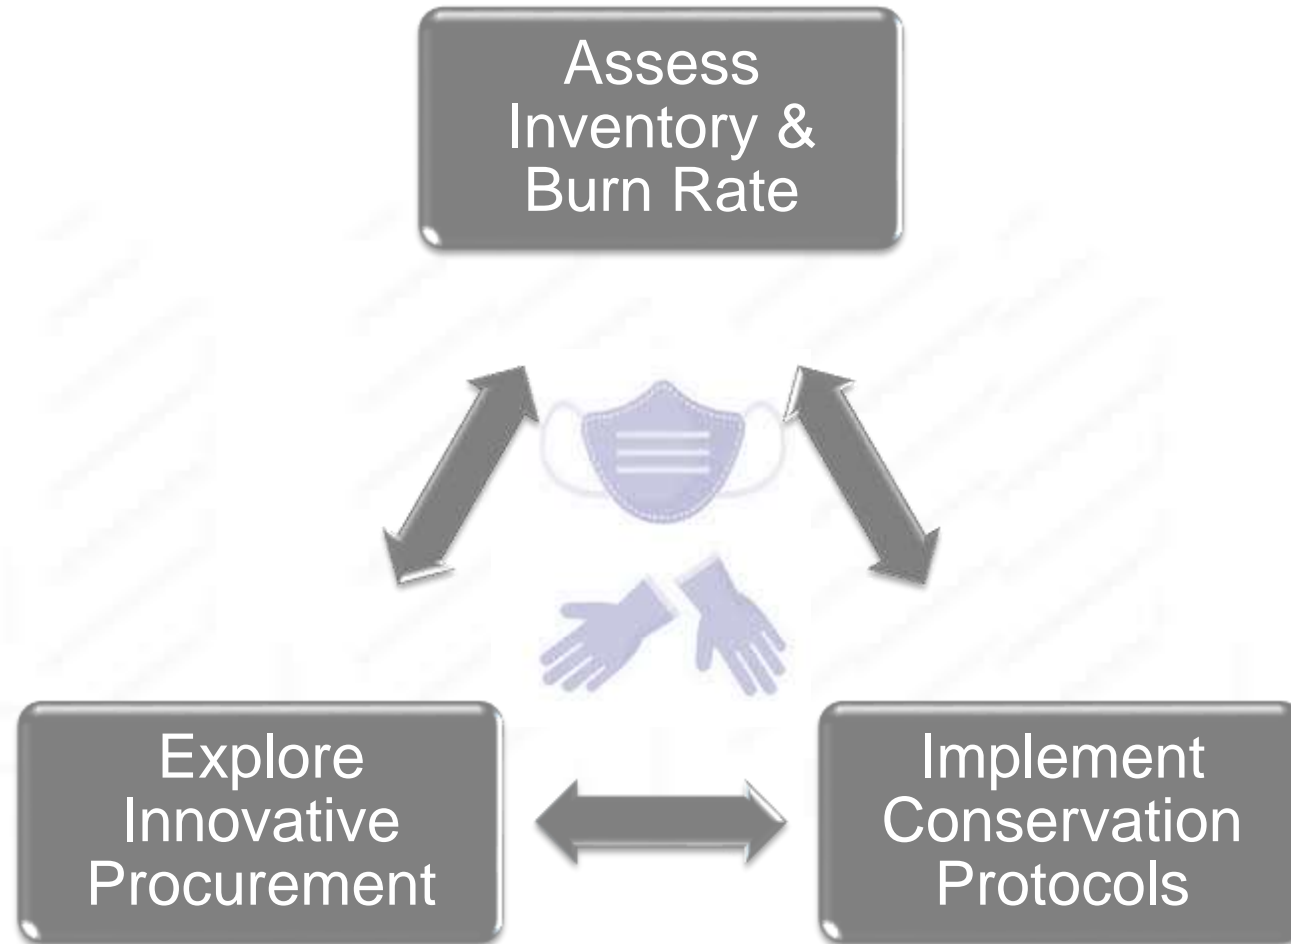 Assess
Inventory &
Burn Rate
Explore
Innovative
Procurement
Implement
Conservation
Protocols